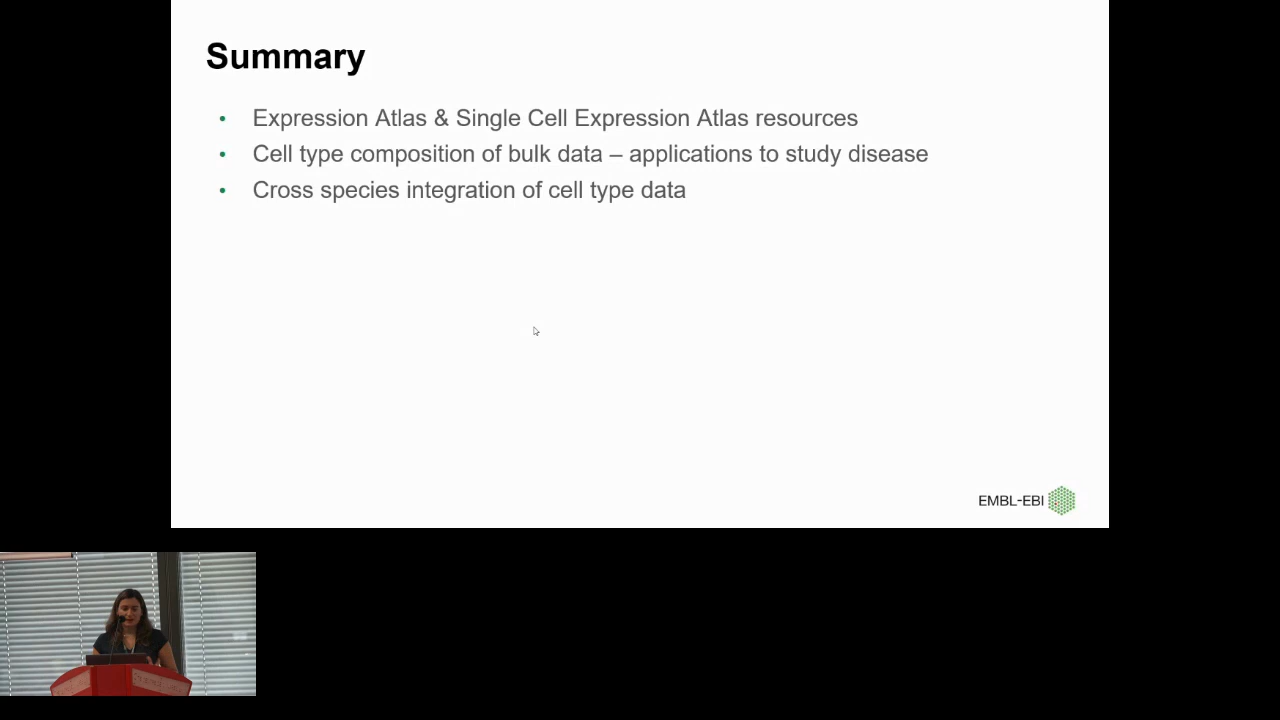 Summary
• Expression Atlas & Single Cell Expression Atlas resources
• Cell type composition of bulk data – applications to study disease
• Cross species integration of cell type data
EMBL-EBI